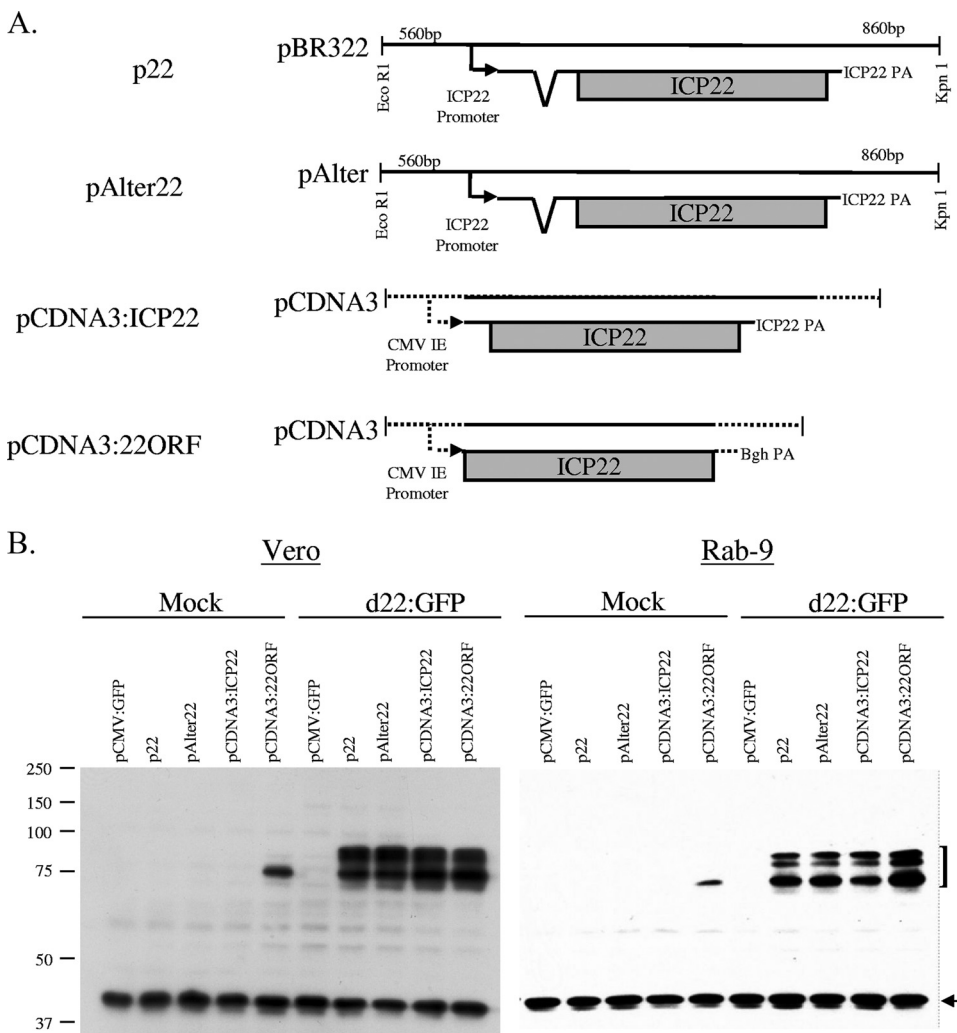 A.
p22
pBR322
560bp
860bp
Eco R1
ICP22
Promoter
ICP22
ICP22 PA
Kpn 1
pAlter22
pAlter
560bp
860bp
Eco R1
ICP22
Promoter
ICP22
ICP22 PA
Kpn 1
pCDNA3:ICP22
pCDNA3
CMV IE
Promoter
ICP22
ICP22 PA
pCDNA3:22ORF
pCDNA3
CMV IE
Promoter
ICP22
Bgh PA
B.
Vero
Rab-9
Mock
d22:GFP
Mock
d22:GFP
pCMV:GFP
p22
pAlter22
pCDNA3:ICP22
pCDNA3:22ORF
pCMV:GFP
p22
pAlter22
pCDNA3:ICP22
pCDNA3:22ORF
pCMV:GFP
p22
pAlter22
pCDNA3:ICP22
pCDNA3:22ORF
pCMV:GFP
p22
pAlter22
pCDNA3:ICP22
pCDNA3:22ORF
250
150
100
75
50
37